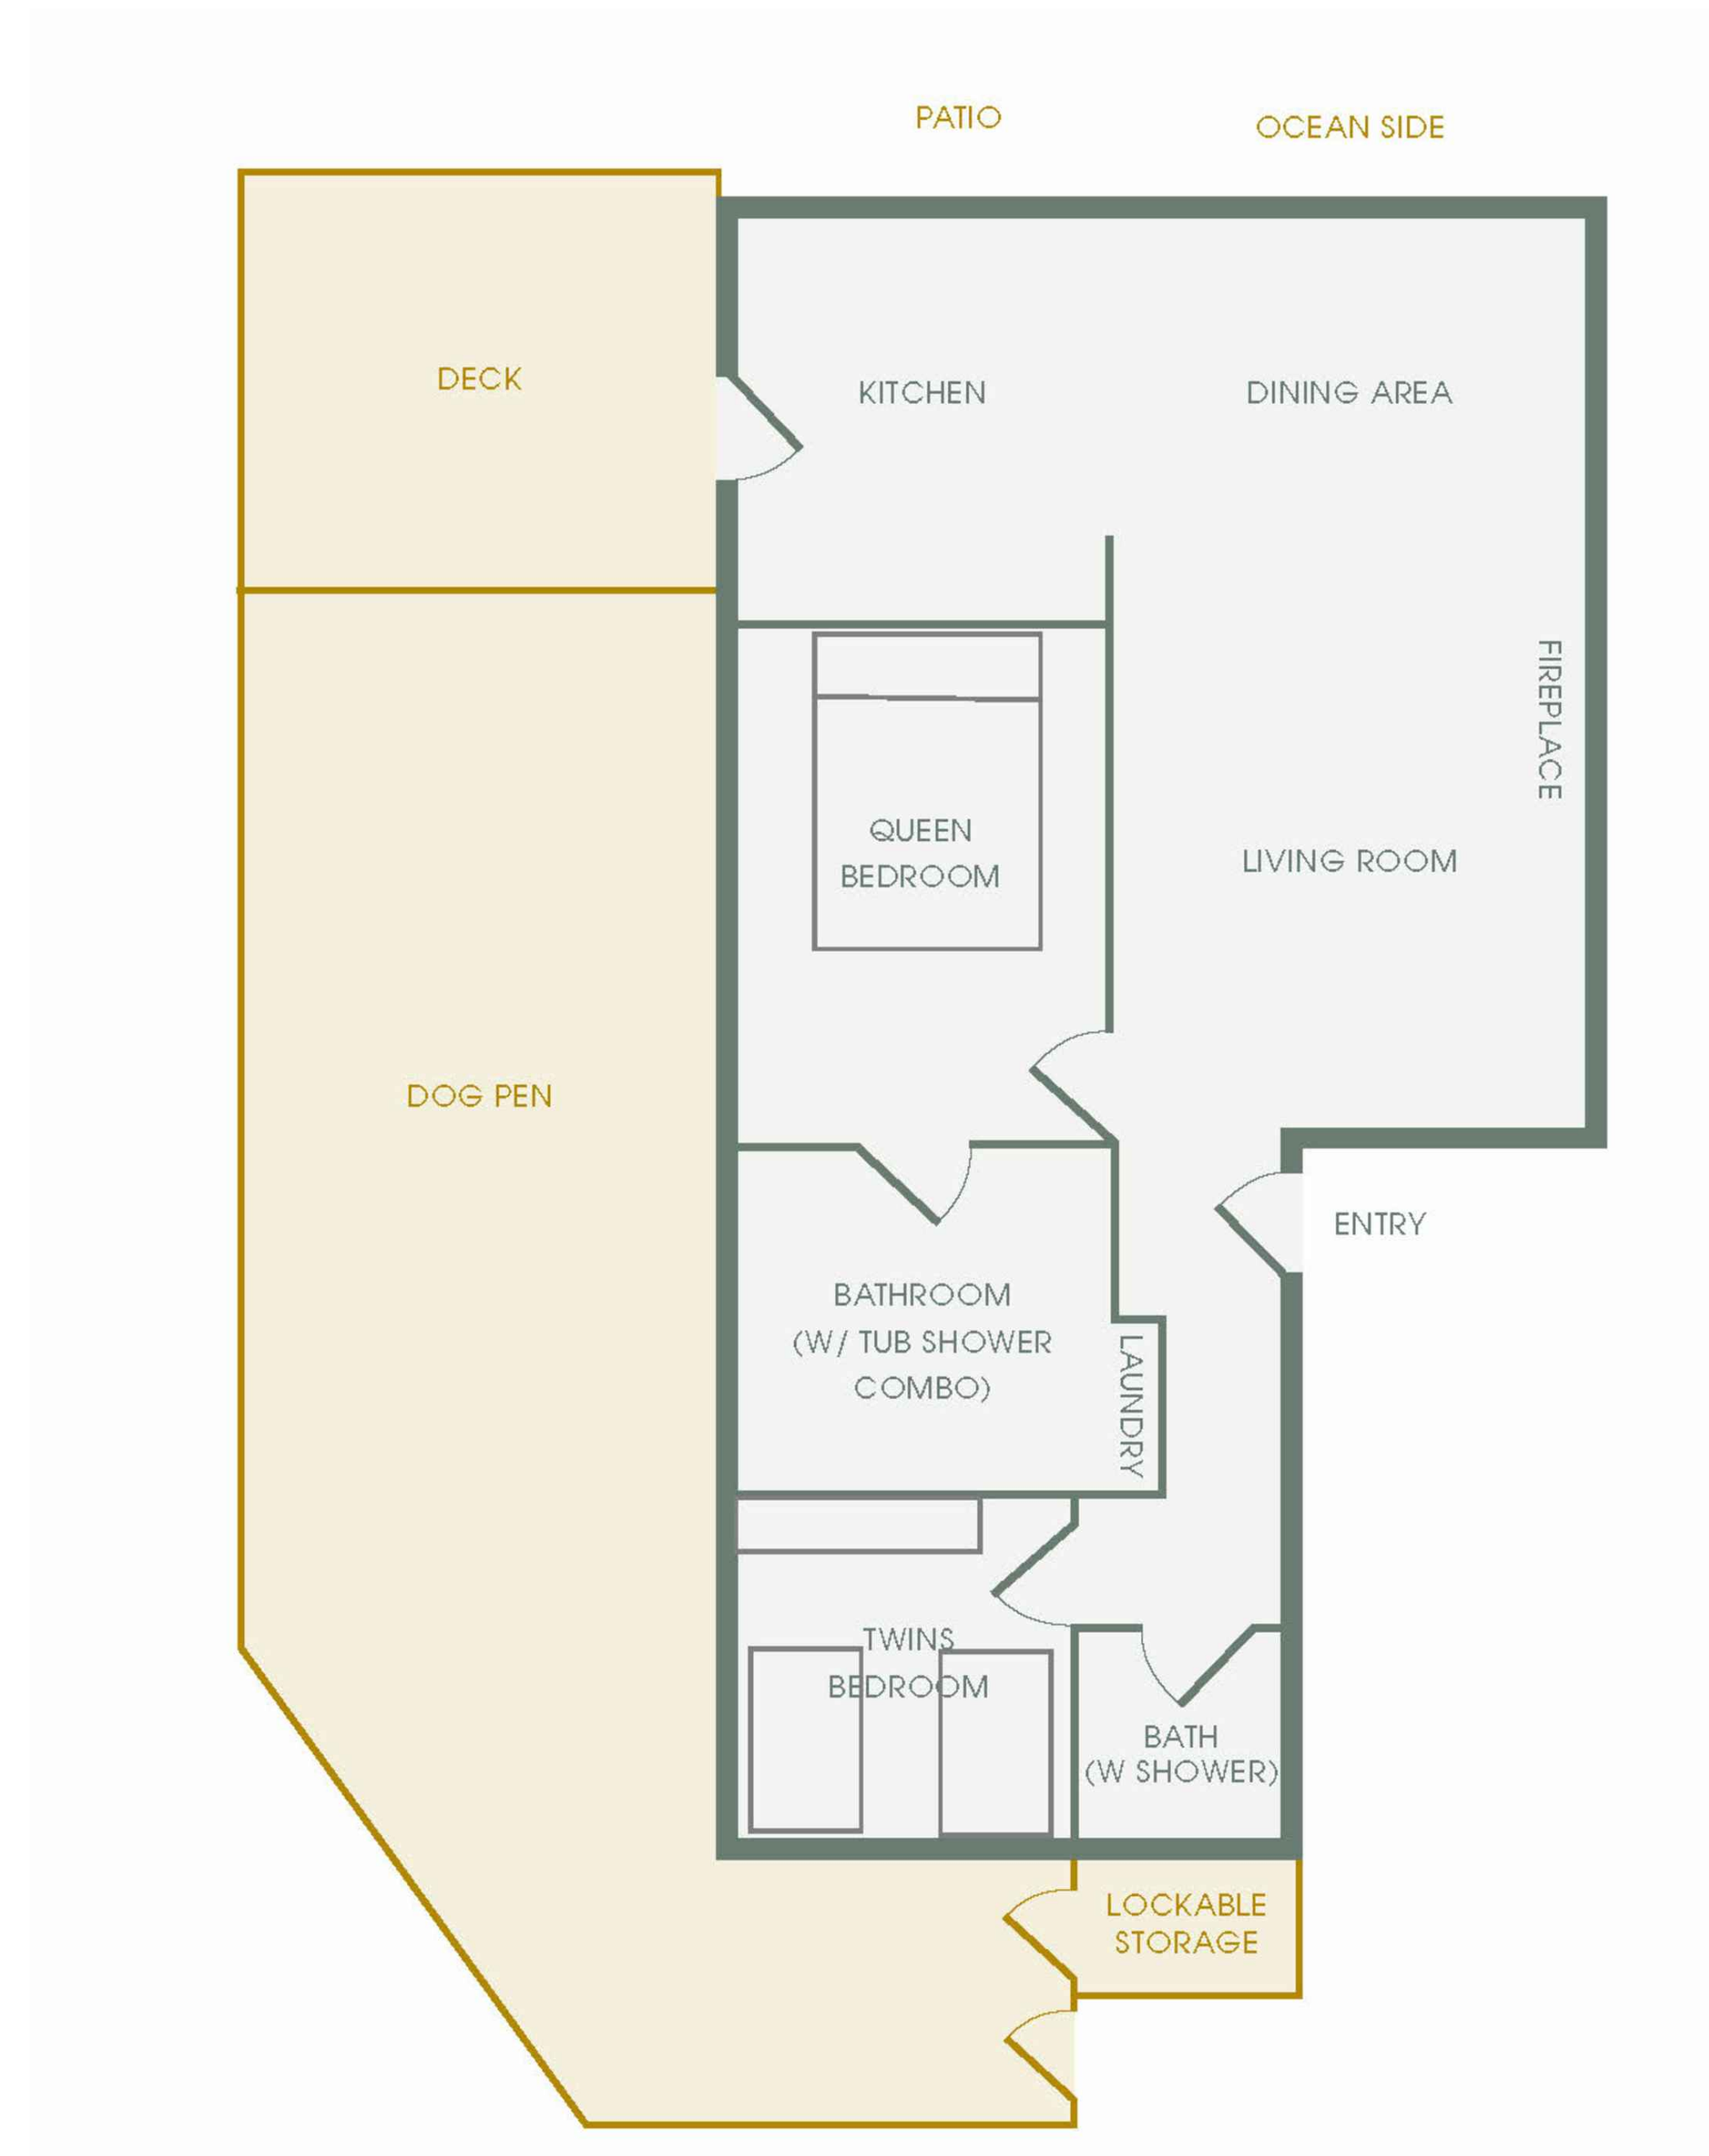 PATIO
OCEAN SIDE
DECK
KITCHEN
DINING AREA
FIREPLACE
QUEEN
BEDROOM
LIVING ROOM
DOG PEN
ENTRY
BATHROOM
(W/ TUB SHOWER
COMBO)
LAUNDRY
TWINS
BEDROOM
BATH
(W SHOWER)
LOCKABLE
STORAGE